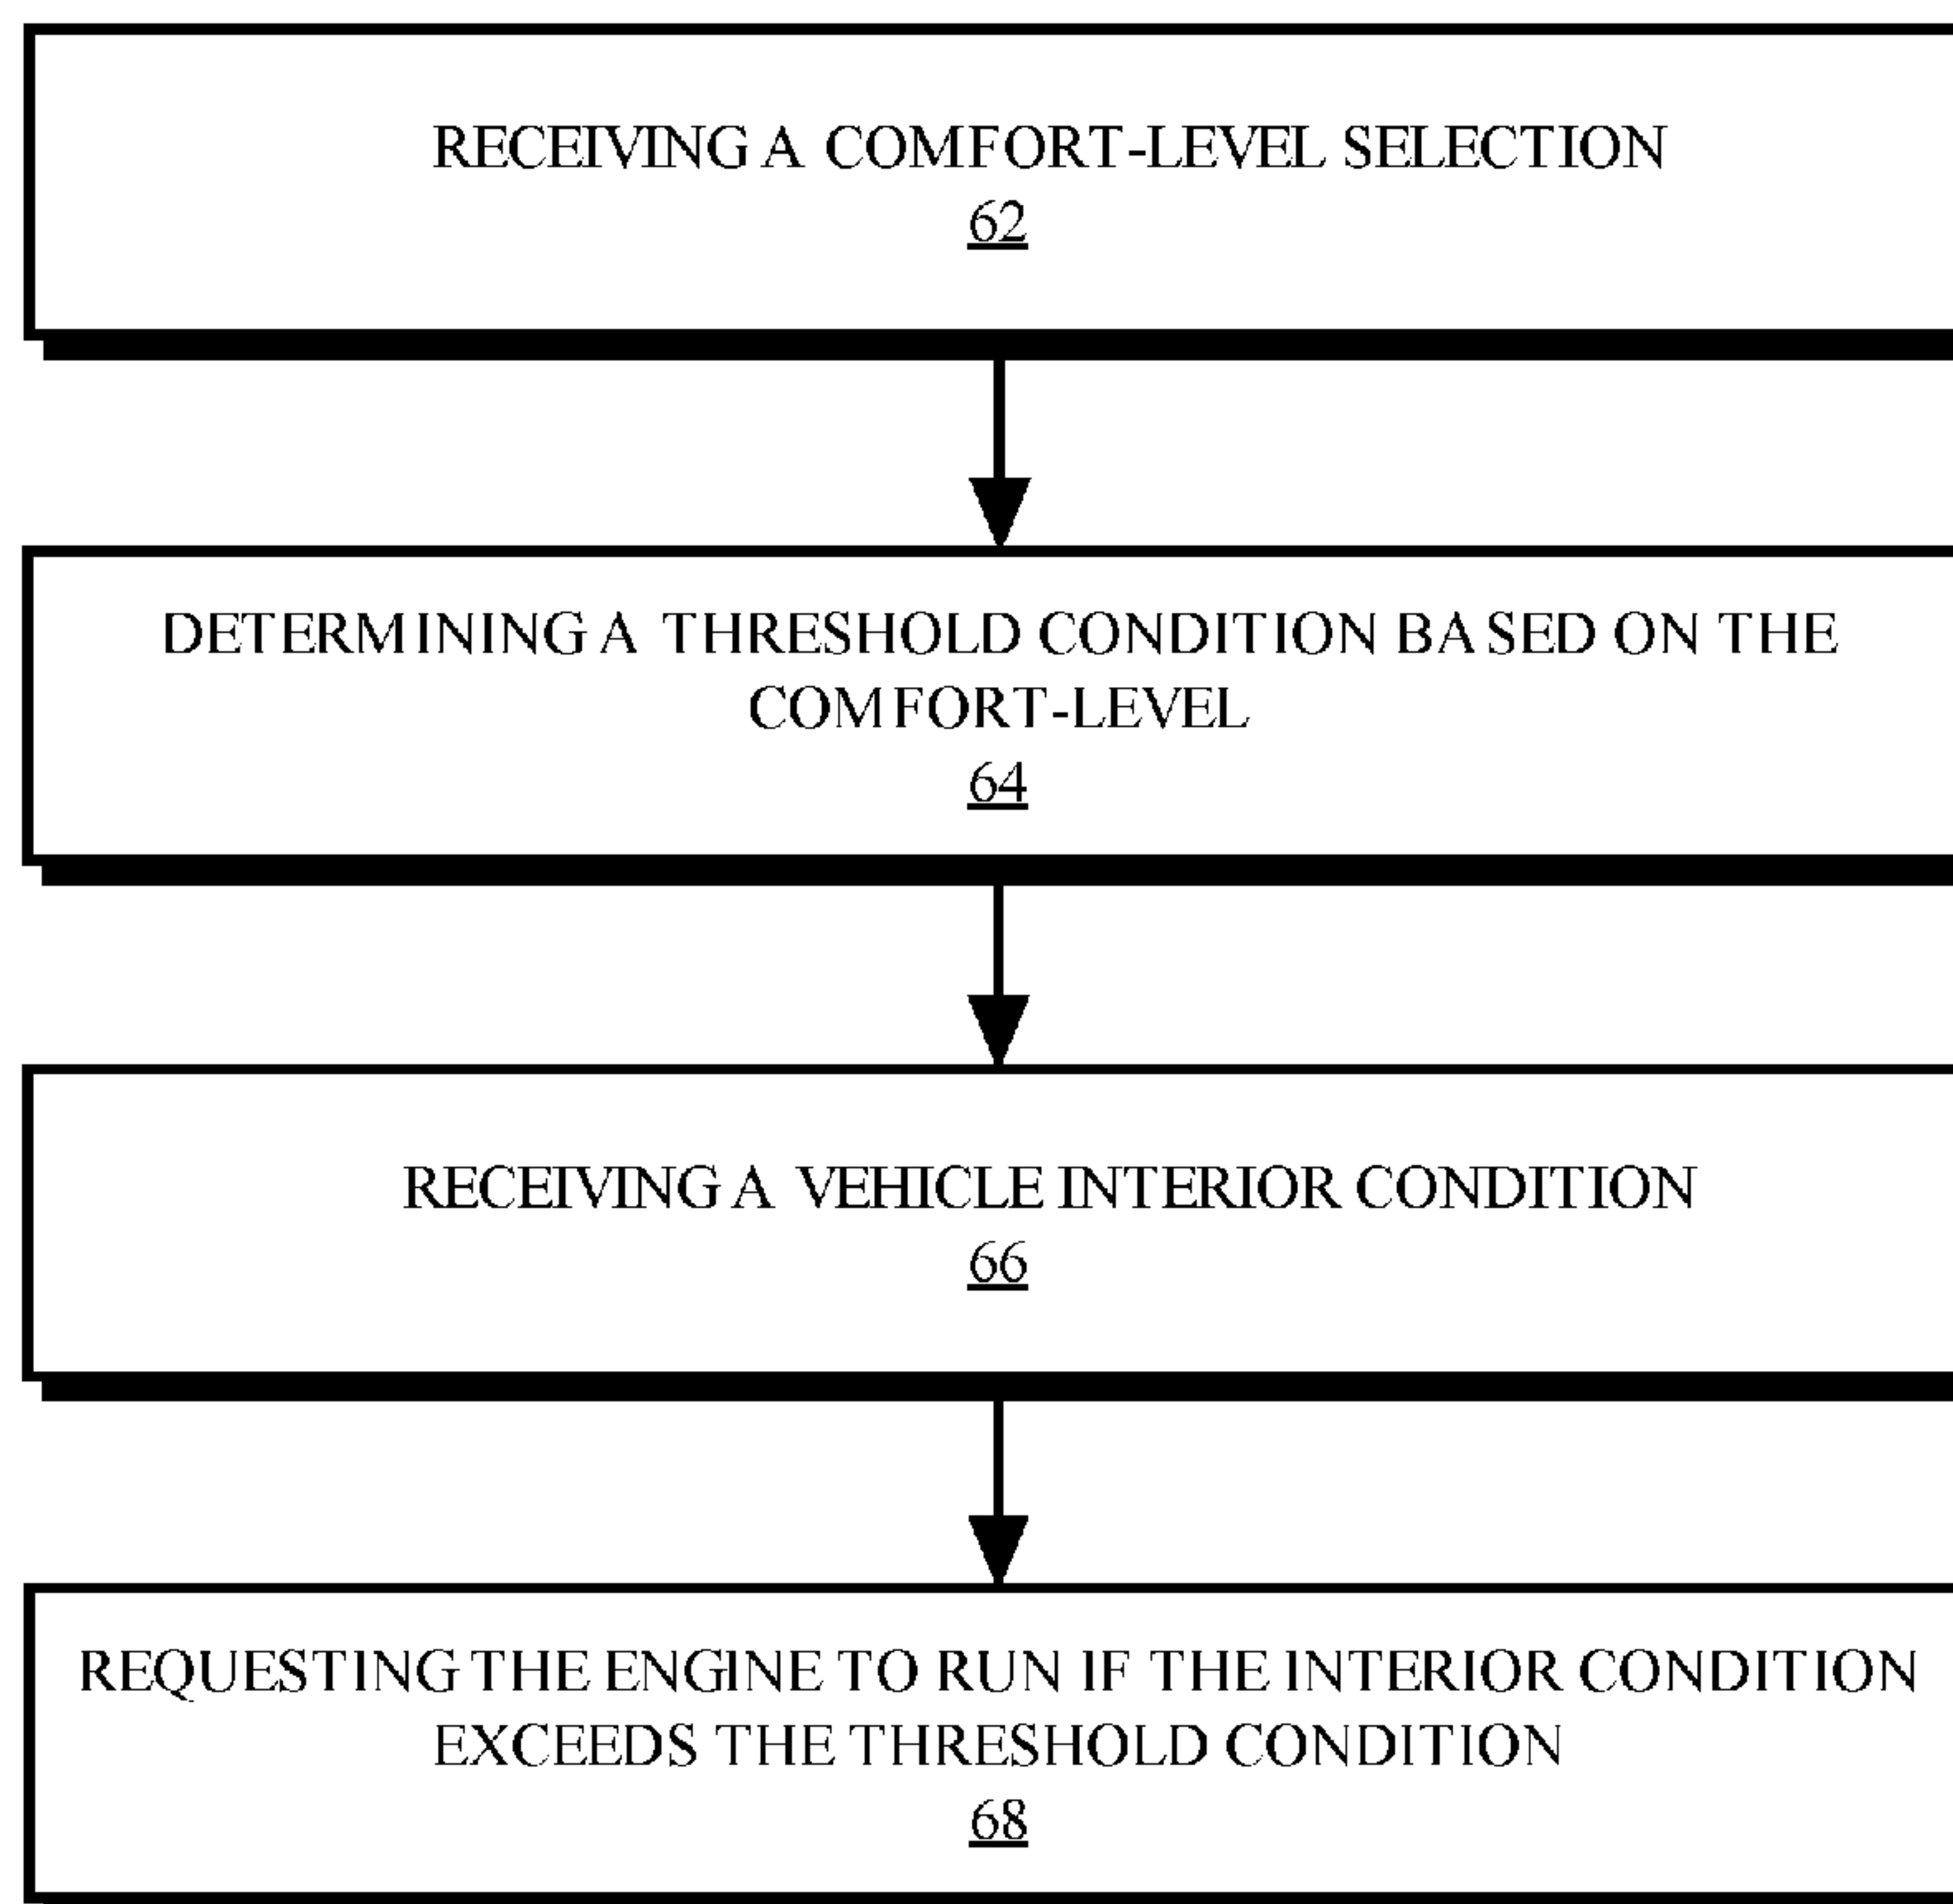 RECEIVING A COMFORT-LEVEL SELECTION
62
DETERMINING A THRESHOLD CONDITION BASED ON THE
COMFORT-LEVEL
64
RECEIVING A VEHICLE INTERIOR CONDITION
66
REQUESTING THE ENGINE TO RUN IF THE INTERIOR CONDITION
EXCEEDS THE THRESHOLD CONDITION
68